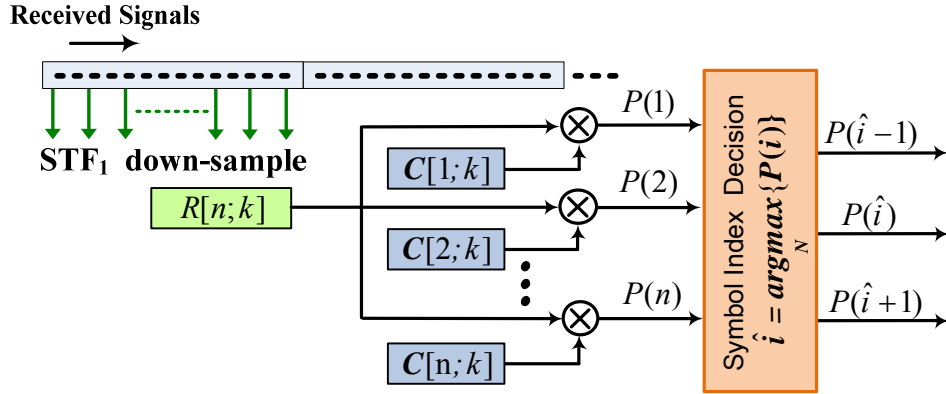 Received Signals
STF₁ down-sample
R[n;k]
C[1;k]
C[2;k]
C[n;k]
P(1)
P(2)
P(n)
Symbol Index Decision
î = argmax{P(i)}
N
P(î−1)
P(î)
P(î+1)